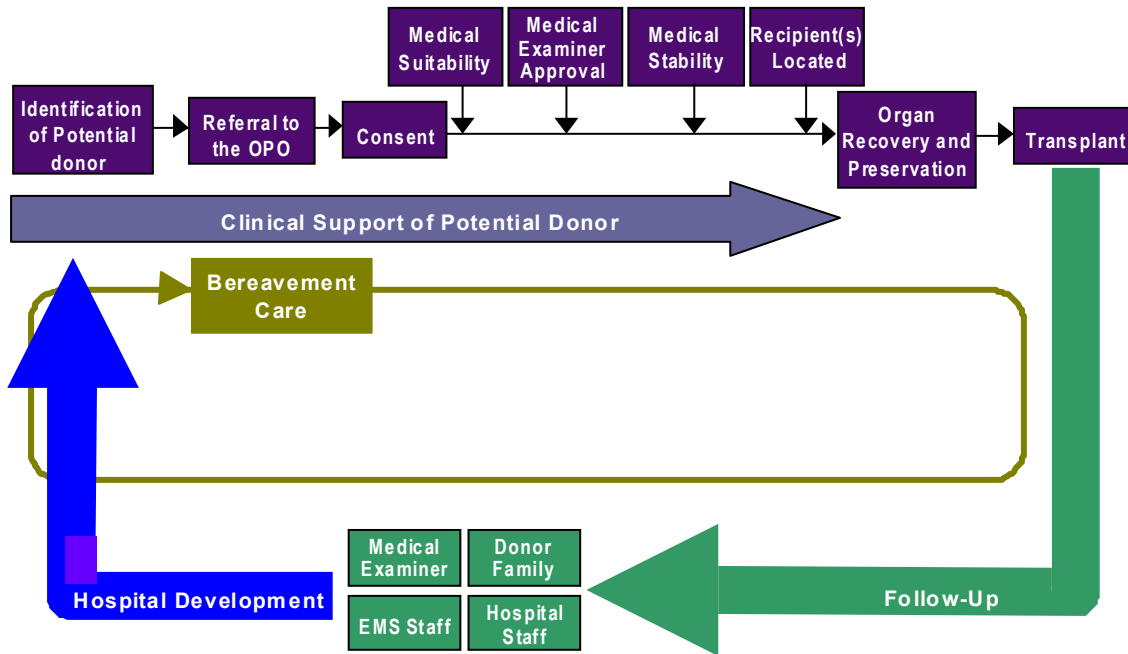 Medical
Suitability
Medical
Examiner
Approval
Medical
Stability
Recipient(s)
Located
Identification
of Potential
donor
Referral to
the OPO
Consent
Organ
Recovery and
Preservation
Transplant
Clinical Support of Potential Donor
Bereavement
Care
Medical
Examiner
Donor
Family
EMS Staff
Hospital
Staff
Hospital Development
Follow-Up